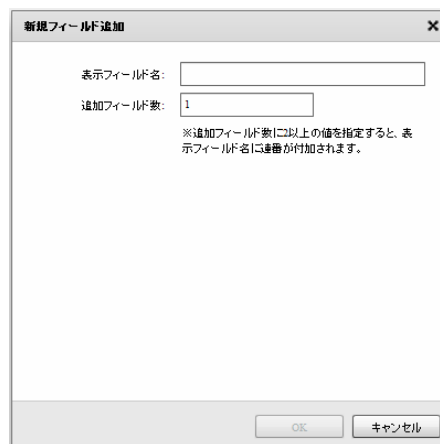 新規フィールド追加
表示フィールド名:
追加フィールド数: 1
※追加フィールド数に2以上の値を指定すると、表
示フィールド名に連番が付加されます。
OK キャンセル